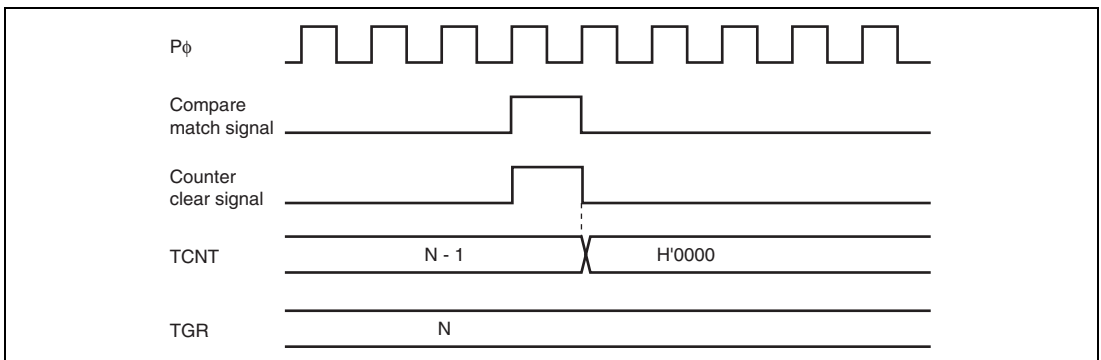 Pϕ
Compare
match signal
Counter
clear signal
TCNT
N - 1
H'0000
TGR
N